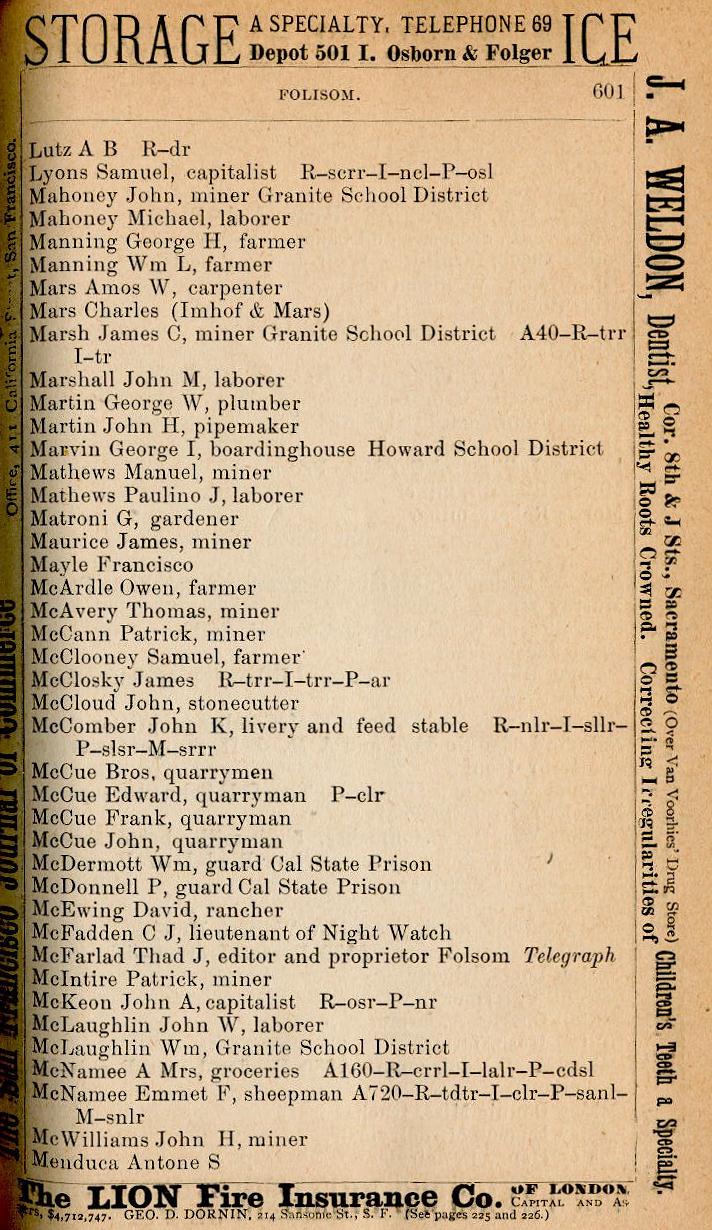 STORAGE A SPECIALTY, TELEPHONE 69 ICE
Depot 501 I. Osborn & Folger
FOLISOM. 601
Lutz A B R–dr
Lyons Samuel, capitalist R–scrr–I–ncl–P–osl
Mahoney John, miner Granite School District
Mahoney Michael, laborer
Manning George H, farmer
Manning Wm L, farmer
Mars Amos W, carpenter
Mars Charles (Imhof & Mars)
Marsh James C, miner Granite School District A40–R–trr
I–tr
Marshall John M, laborer
Martin George W, plumber
Martin John H, pipemaker
Marvin George I, boardinghouse Howard School District
Mathews Manuel, miner
Mathews Paulino J, laborer
Matroni G, gardener
Maurice James, miner
Mayle Francisco
McArdle Owen, farmer
McAvery Thomas, miner
McCann Patrick, miner
McClooney Samuel, farmer
McClosky James R–trr–I–trr–P–ar
McCloud John, stonecutter
McComber John K, livery and feed stable R–nlr–I–sllr–
P–slsr–M–srrr
McCue Bros, quarrymen
McCue Edward, quarryman P–clr
McCue Frank, quarryman
McCue John, quarryman
McDermott Wm, guard Cal State Prison
McDonnell P, guard Cal State Prison
McEwing David, rancher
McFadden C J, lieutenant of Night Watch
McFarlad Thad J, editor and proprietor Folsom Telegraph
McIntire Patrick, miner
McKeon John A, capitalist R–osr–P–nr
McLaughlin John W, laborer
McLaughlin Wm, Granite School District
McNamee A Mrs, groceries A160–R–crrl–I–lalr–P–cdsl
McNamee Emmet F, sheepman A720–R–tdtr–I–clr–P–sanl–
M–snlr
McWilliams John H, miner
Menduca Antone S
The LION Fire Insurance Co. OF LONDON,
CAPITAL AND
$4,712,747. GEO. D. DORNIN, 214 Sansome St., S. F. (See pages 225 and 226.)
J. A. WELDON, Dentist, Cor. 8th & J Sts., Sacramento (Over Van Voorhies' Drug Store)
Healthy Roots Crowned. Correcting Irregularities of Children's Teeth a Specialty.
The San Francisco Journal of Commerce
Office, 411 California San Francisco.